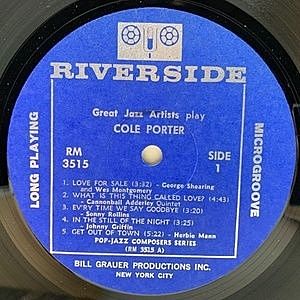 RIVERSIDE
Great Jazz Artists play
COLE PORTER
RM
3515
SIDE
1
LONG PLAYING
MICROGROOVE
1. LOVE FOR SALE (3:32) - George Shearing
and Wes Montgomery
2. WHAT IS THIS THING CALLED LOVE? (4:43)
- Cannonball Adderley Quintet
3. EV'RY TIME WE SAY GOODBYE (3:20)
- Sonny Rollins
4. IN THE STILL OF THE NIGHT (3:25)
- Johnny Griffin
5. GET OUT OF TOWN (5:22) - Herbie Mann
POP-JAZZ COMPOSERS SERIES
(RM 3515 A)
BILL GRAUER PRODUCTIONS INC.
NEW YORK CITY